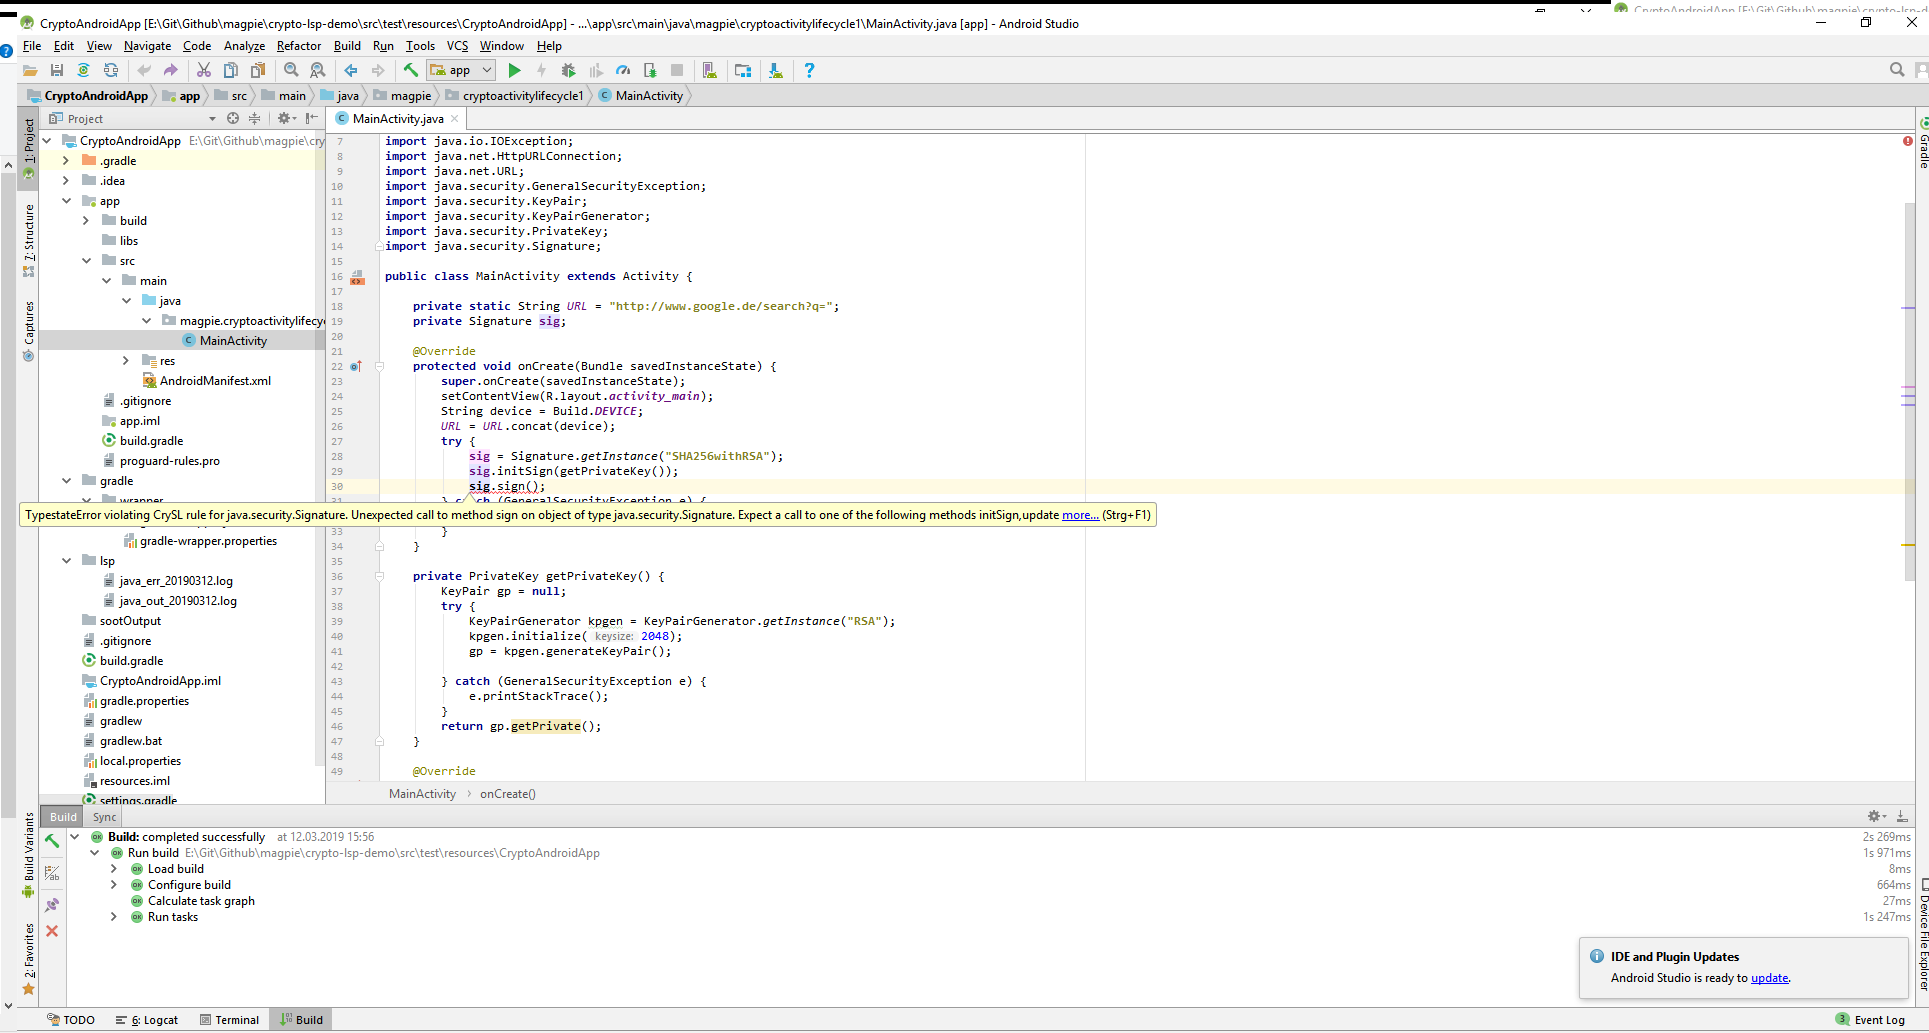 CryptoAndroidApp [E:\Git\Github\magpie\crypto-lsp-d
CryptoAndroidApp [E:\Git\Github\magpie\crypto-lsp-demo\src\test\resources\CryptoAndroidApp] - ...\app\src\main\java\magpie\cryptoactivitylifecycle1\MainActivity.java [app] - Android Studio
File Edit View Navigate Code Analyze Refactor Build Run Tools VCS Window Help
app
CryptoAndroidApp app src main java magpie cryptoactivitylifecycle1 MainActivity
Project
MainActivity.java
1: Project
7: Structure
Captures
Build Variants
2: Favorites
CryptoAndroidApp E:\Git\Github\magpie\cry
.gradle
.idea
app
build
libs
src
main
java
magpie.cryptoactivitylifecy
MainActivity
res
AndroidManifest.xml
.gitignore
app.iml
build.gradle
proguard-rules.pro
gradle
wrapper
gradle-wrapper.properties
lsp
java_err_20190312.log
java_out_20190312.log
sootOutput
.gitignore
build.gradle
CryptoAndroidApp.iml
gradle.properties
gradlew
gradlew.bat
local.properties
resources.iml
settings.gradle
7 import java.io.IOException;
8 import java.net.HttpURLConnection;
9 import java.net.URL;
10 import java.security.GeneralSecurityException;
11 import java.security.KeyPair;
12 import java.security.KeyPairGenerator;
13 import java.security.PrivateKey;
14 import java.security.Signature;
15
16 public class MainActivity extends Activity {
17
18 private static String URL = "http://www.google.de/search?q=";
19 private Signature sig;
20
21 @Override
22 protected void onCreate(Bundle savedInstanceState) {
23 super.onCreate(savedInstanceState);
24 setContentView(R.layout.activity_main);
25 String device = Build.DEVICE;
26 URL = URL.concat(device);
27 try {
28 sig = Signature.getInstance("SHA256withRSA");
29 sig.initSign(getPrivateKey());
30 sig.sign();
31 } catch (GeneralSecurityException e) {
TypestateError violating CrySL rule for java.security.Signature. Unexpected call to method sign on object of type java.security.Signature. Expect a call to one of the following methods initSign,update more... (Strg+F1)
33 }
34 }
35
36 private PrivateKey getPrivateKey() {
37 KeyPair gp = null;
38 try {
39 KeyPairGenerator kpgen = KeyPairGenerator.getInstance("RSA");
40 kpgen.initialize( keysize: 2048);
41 gp = kpgen.generateKeyPair();
42
43 } catch (GeneralSecurityException e) {
44 e.printStackTrace();
45 }
46 return gp.getPrivate();
47 }
48
49 @Override
MainActivity › onCreate()
Gradle
Device File Explorer
Build Sync
Build: completed successfully at 12.03.2019 15:56 2s 269ms
Run build E:\Git\Github\magpie\crypto-lsp-demo\src\test\resources\CryptoAndroidApp 1s 971ms
Load build 8ms
Configure build 664ms
Calculate task graph 27ms
Run tasks 1s 247ms
IDE and Plugin Updates
Android Studio is ready to update.
TODO 6: Logcat Terminal Build 3 Event Log